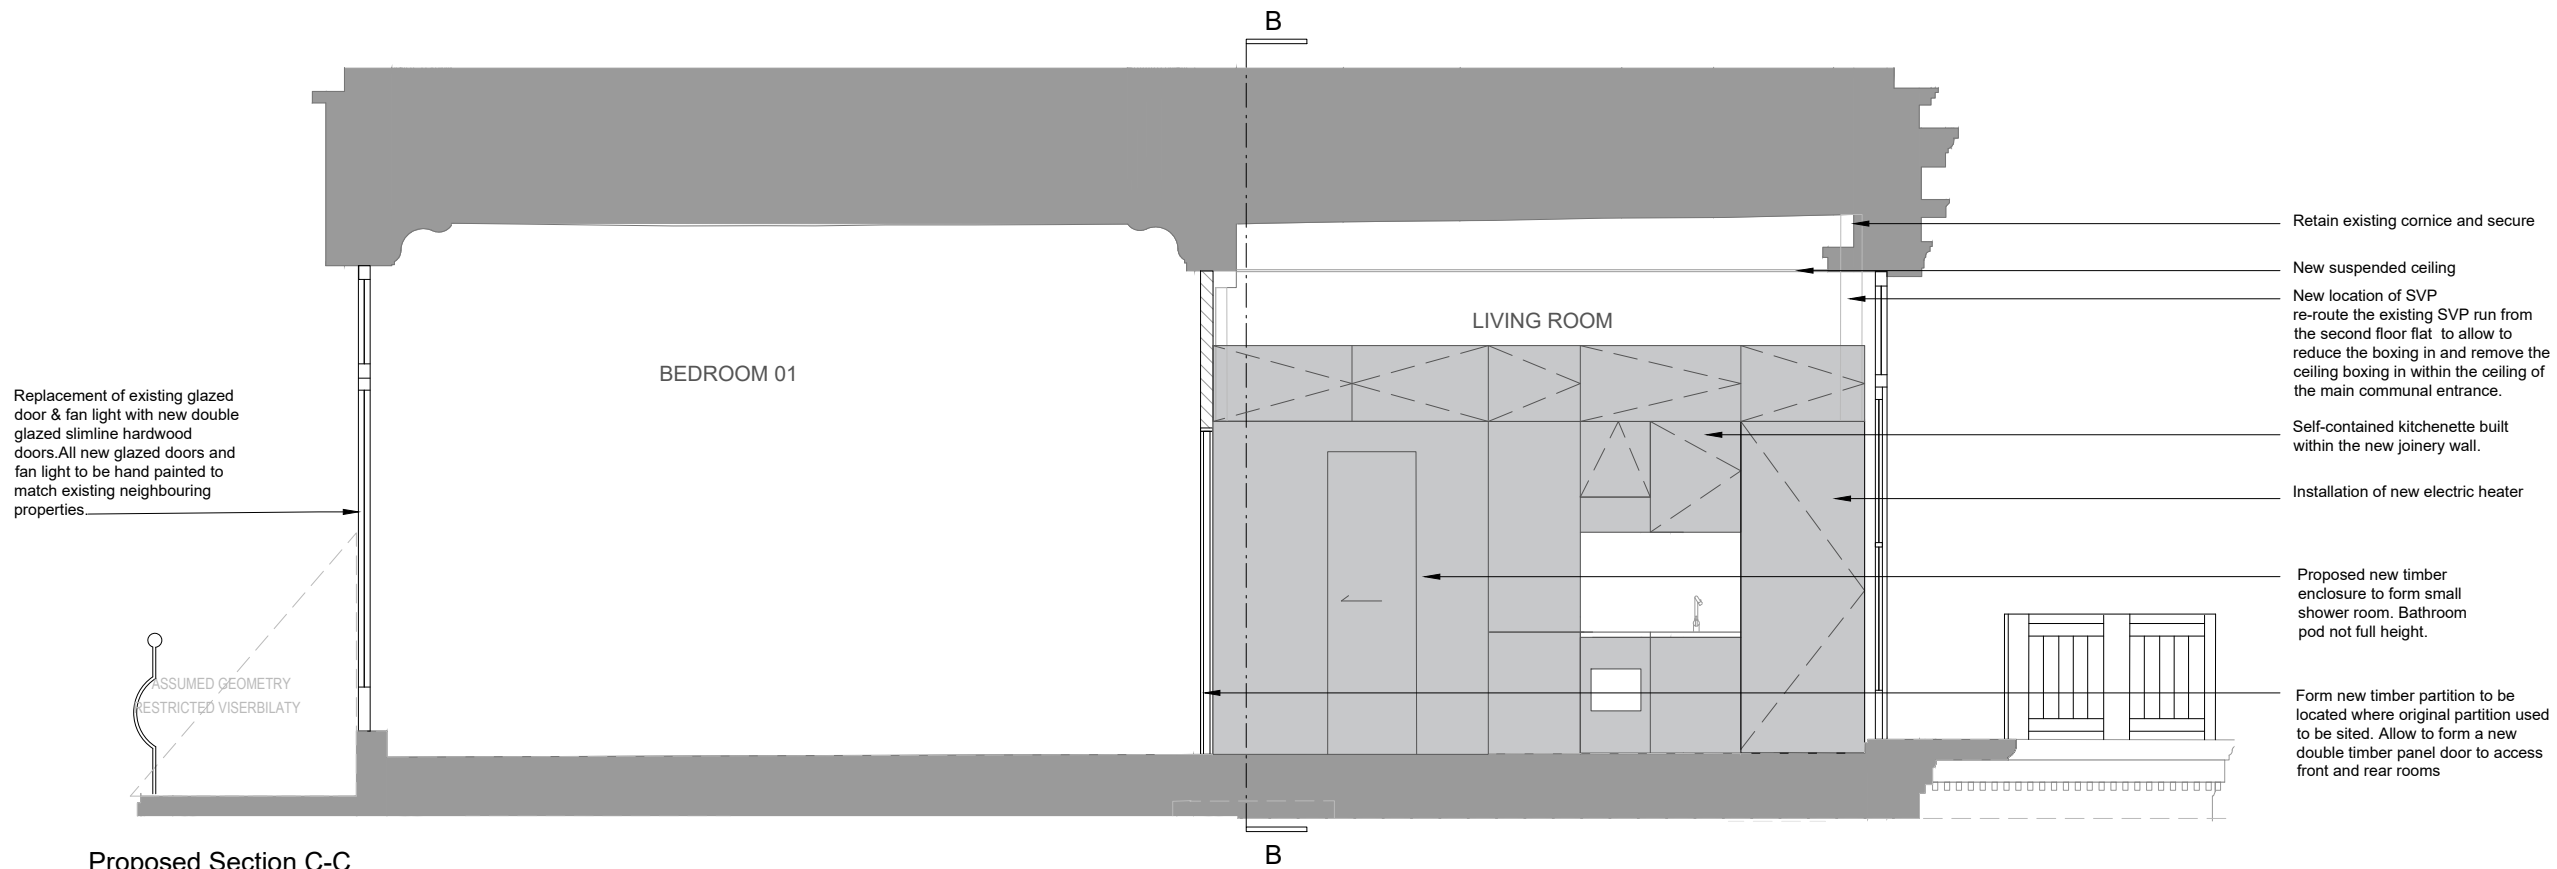 B
Retain existing cornice and secure
New suspended ceiling
New location of SVP
re-route the existing SVP run from
the second floor flat to allow to
reduce the boxing in and remove the
ceiling boxing in within the ceiling of
the main communal entrance.
LIVING ROOM
BEDROOM 01
Replacement of existing glazed
door & fan light with new double
glazed slimline hardwood
doors.All new glazed doors and
fan light to be hand painted to
match existing neighbouring
properties.
Self-contained kitchenette built
within the new joinery wall.
Installation of new electric heater
Proposed new timber
enclosure to form small
shower room. Bathroom
pod not full height.
ASSUMED GEOMETRY
RESTRICTED VISERBILATY
Form new timber partition to be
located where original partition used
to be sited. Allow to form a new
double timber panel door to access
front and rear rooms
B
Proposed Section C-C